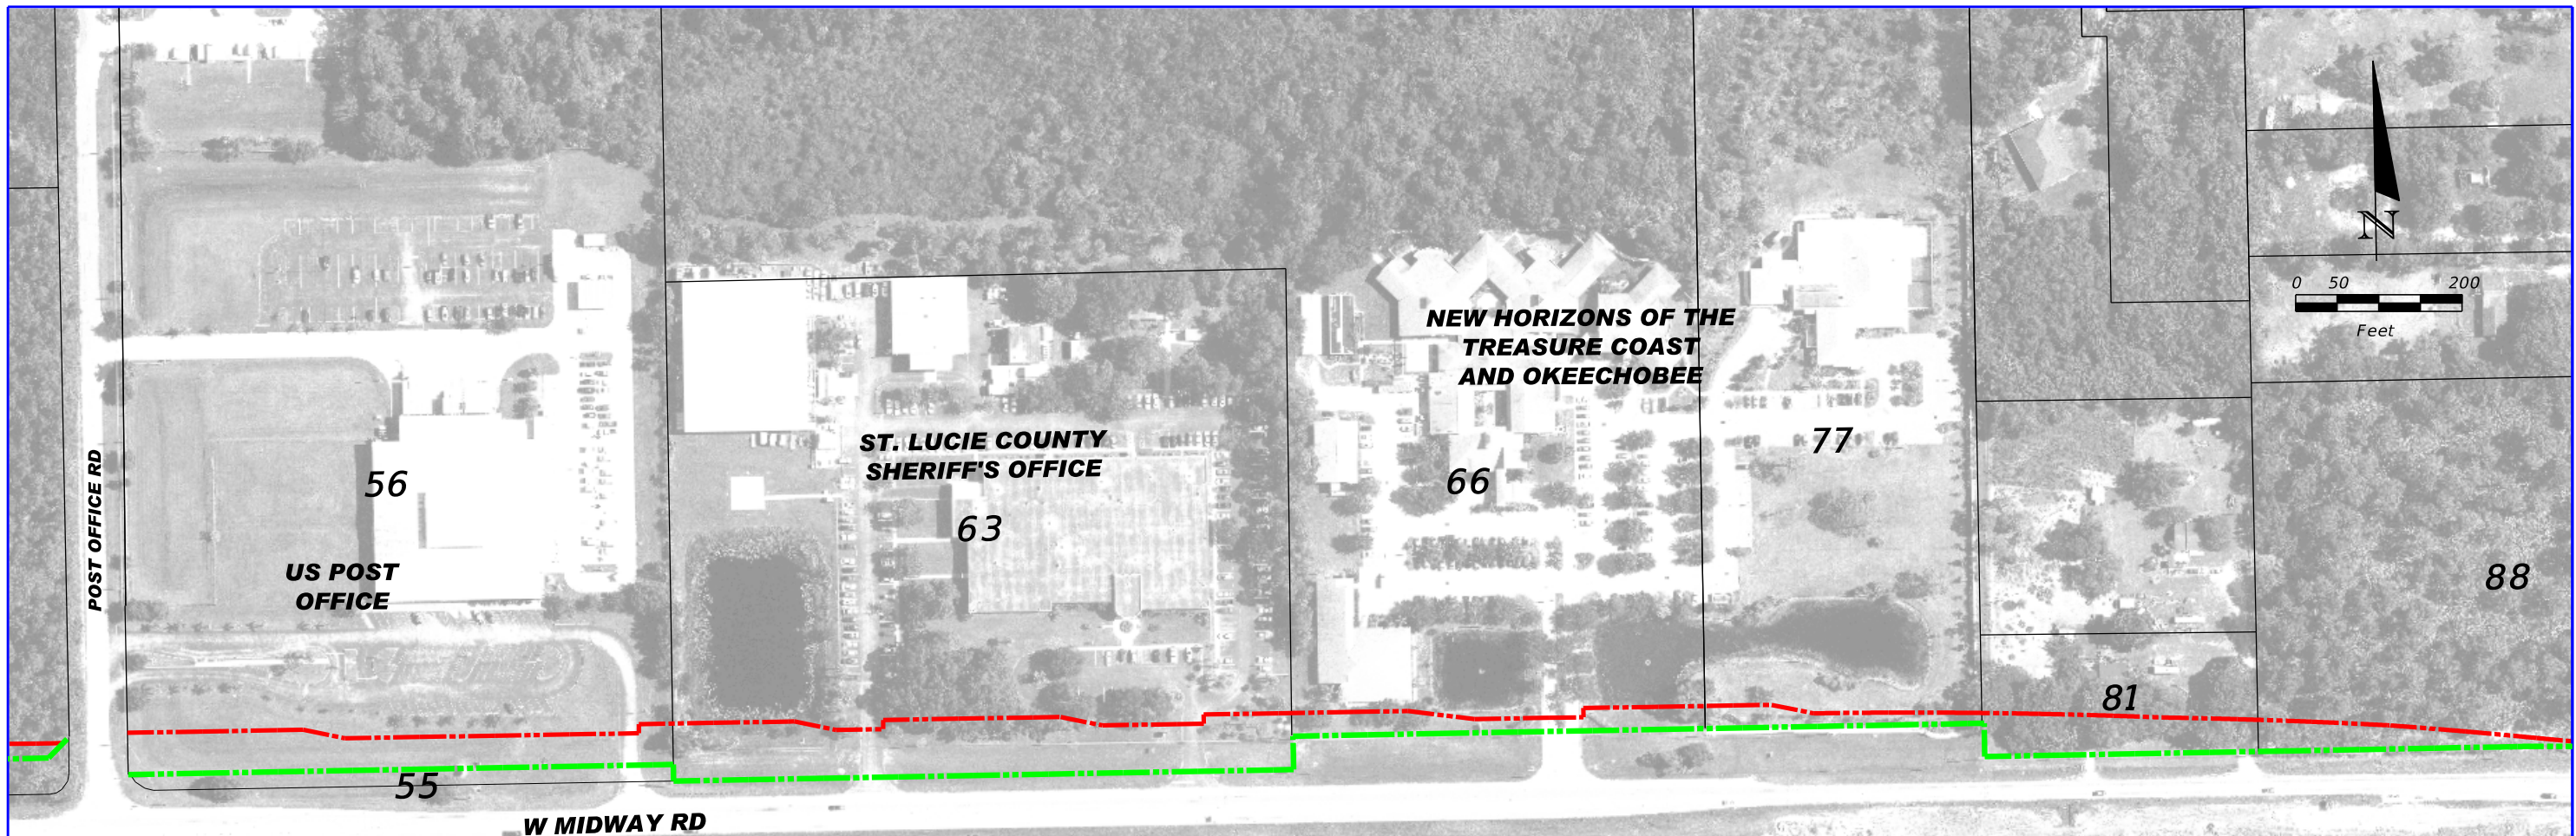 N
0 50 200
Feet
NEW HORIZONS OF THE
TREASURE COAST
AND OKEECHOBEE
ST. LUCIE COUNTY
SHERIFF'S OFFICE
77
66
56
63
POST OFFICE RD
US POST
OFFICE
88
81
55
W MIDWAY RD